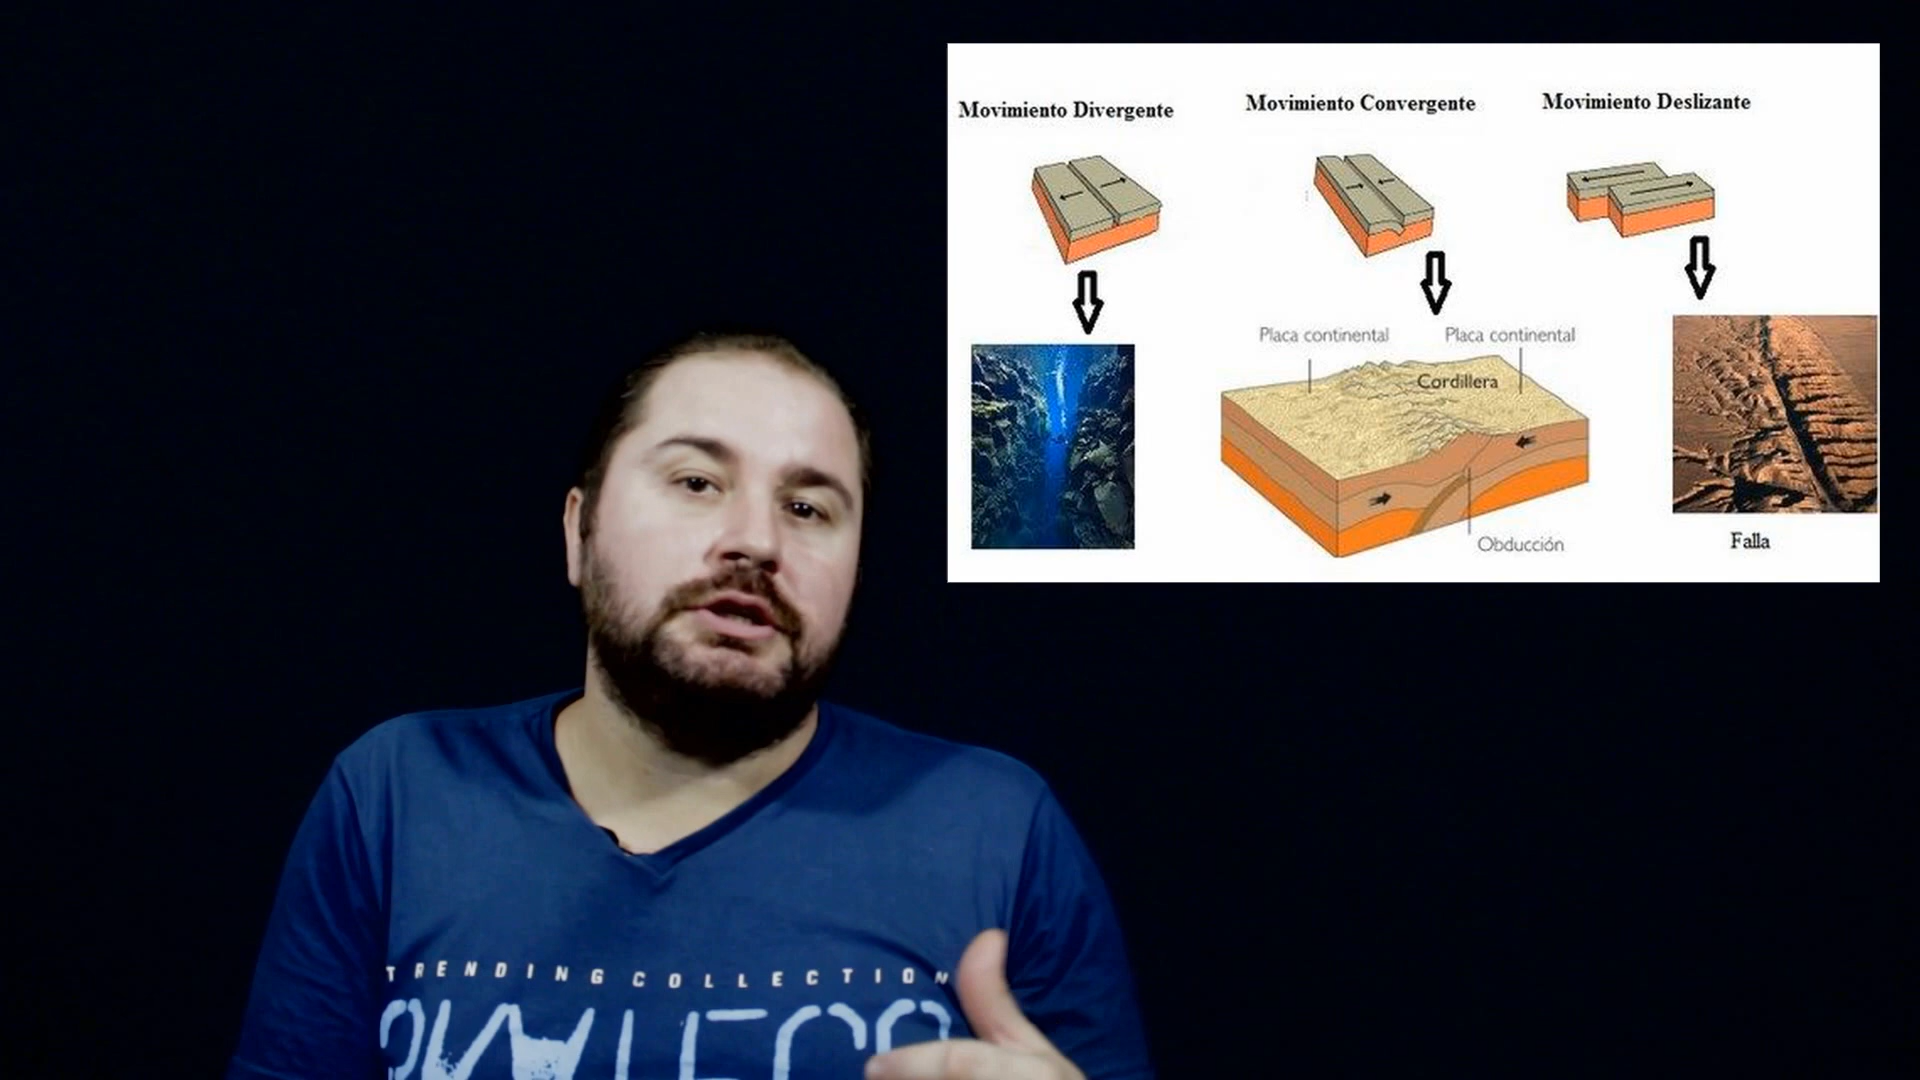 Movimiento Divergente
Movimiento Convergente
Movimiento Deslizante
Placa continental
Placa continental
Cordillera
Obducción
Falla
TRENDING COLLECTION